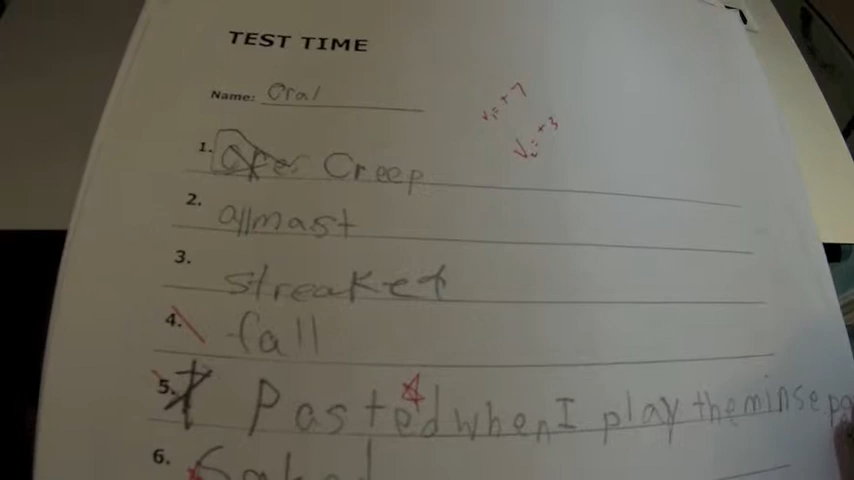 TEST TIME
Name: Oral
1. Creep
2. allmast
3. streaket
4. fall
5. Pasted when I play the minse
6.